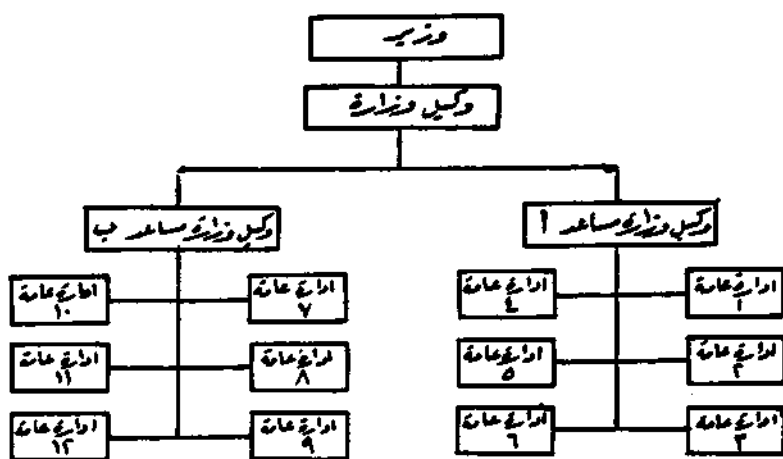 وزير
وكيل وزارة
وكيل وزارة مساعد أ
وكيل وزارة مساعد ب
ادارة عامة
١
ادارة عامة
٤
ادارة عامة
٧
ادارة عامة
١٠
ادارة عامة
٢
ادارة عامة
٥
ادارة عامة
٨
ادارة عامة
١١
ادارة عامة
٣
ادارة عامة
٦
ادارة عامة
٩
ادارة عامة
١٢